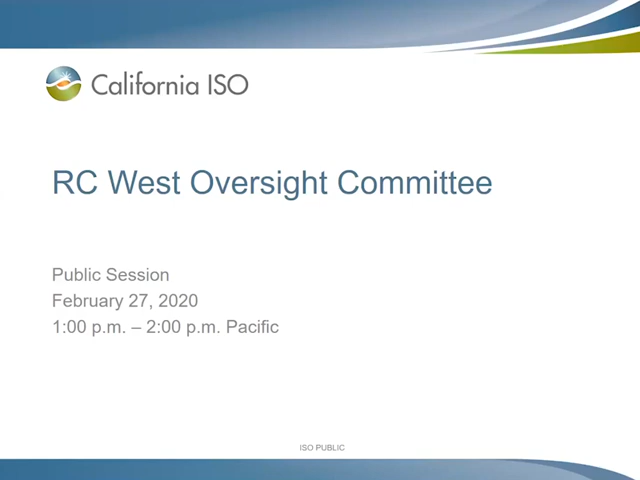 California ISO
RC West Oversight Committee
Public Session
February 27, 2020
1:00 p.m. – 2:00 p.m. Pacific
ISO PUBLIC